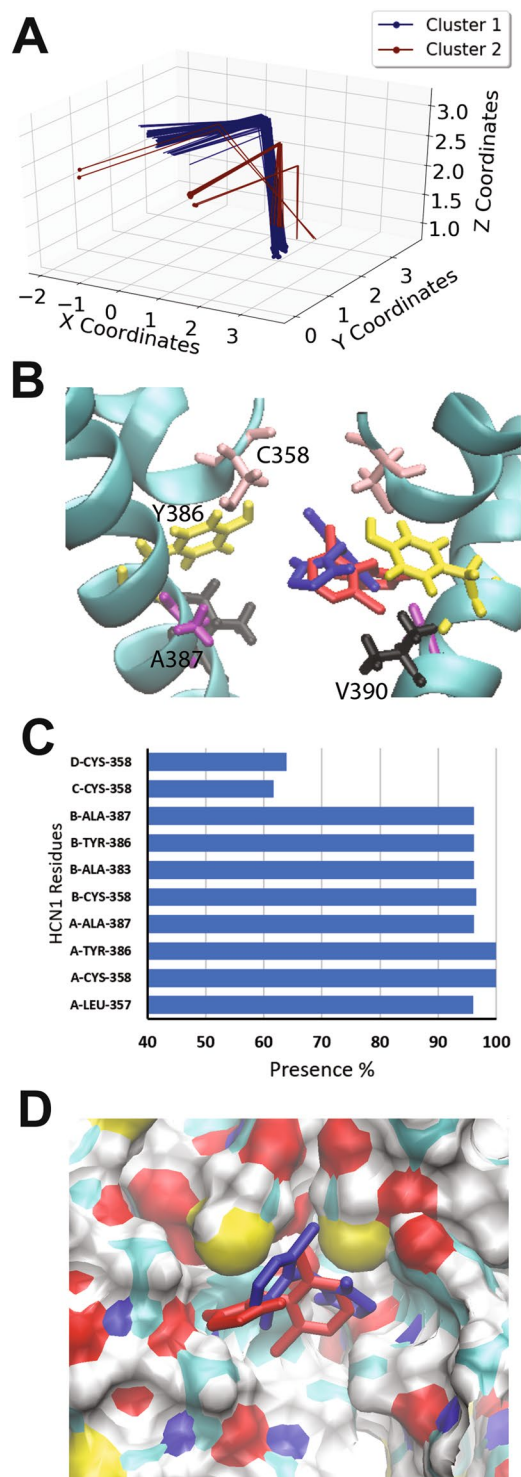 A
Cluster 1
Cluster 2
3.0
2.5
2.0
1.5
1.0
Z Coordinates
-2
-1
0
1
2
3
X Coordinates
0
1
2
3
Y Coordinates
B
C358
Y386
A387
V390
C
D-CYS-358
C-CYS-358
B-ALA-387
B-TYR-386
B-ALA-383
B-CYS-358
A-ALA-387
A-TYR-386
A-CYS-358
A-LEU-357
HCN1 Residues
40 50 60 70 80 90 100
Presence %
D